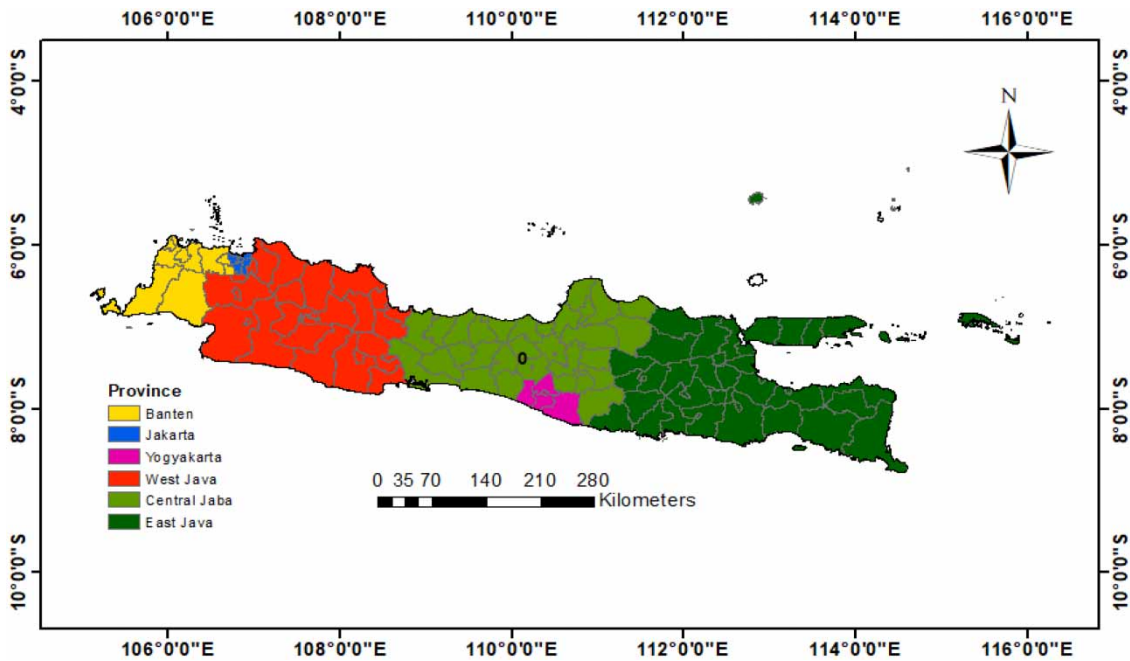 106°0'0"E 108°0'0"E 110°0'0"E 112°0'0"E 114°0'0"E 116°0'0"E
4°0'0"S 4°0'0"S
N
6°0'0"S 6°0'0"S
0
8°0'0"S 8°0'0"S
Province
Banten
Jakarta
Yogyakarta
West Java
Central Jaba
East Java
0 35 70 140 210 280
Kilometers
10°0'0"S 10°0'0"S
106°0'0"E 108°0'0"E 110°0'0"E 112°0'0"E 114°0'0"E 116°0'0"E